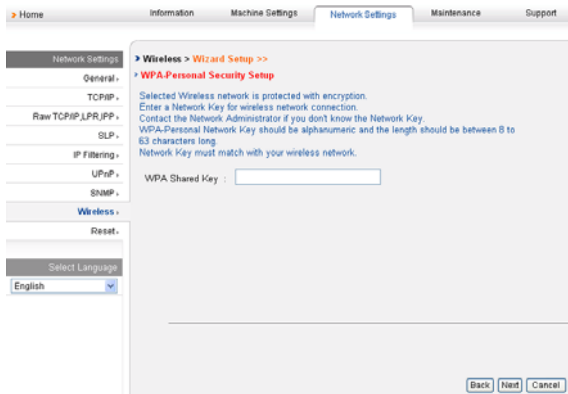 Home
Information
Machine Settings
Network Settings
Maintenance
Support
Network Settings
General
TCP/IP
Raw TCP/IP,LPR,IPP
SLP
IP Filtering
UPnP
SNMP
Wireless
Reset
Select Language
English
Wireless > Wizard Setup >>
WPA-Personal Security Setup
Selected Wireless network is protected with encryption.
Enter a Network Key for wireless network connection.
Contact the Network Administrator if you don't know the Network Key.
WPA-Personal Network Key should be alphanumeric and the length should be between 8 to
63 characters long.
Network Key must match with your wireless network.
WPA Shared Key :
Back Next Cancel